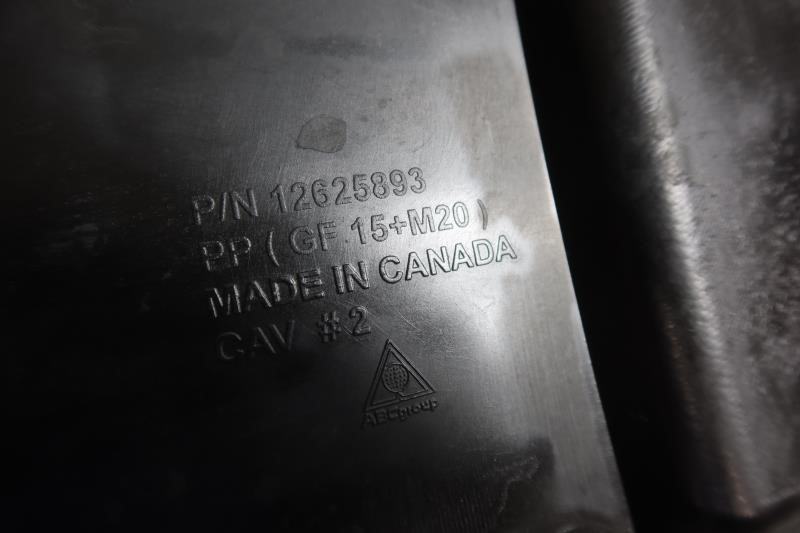 P/N 12625893
PP ( GF 15+M20 )
MADE IN CANADA
CAV #2
ABCgroup